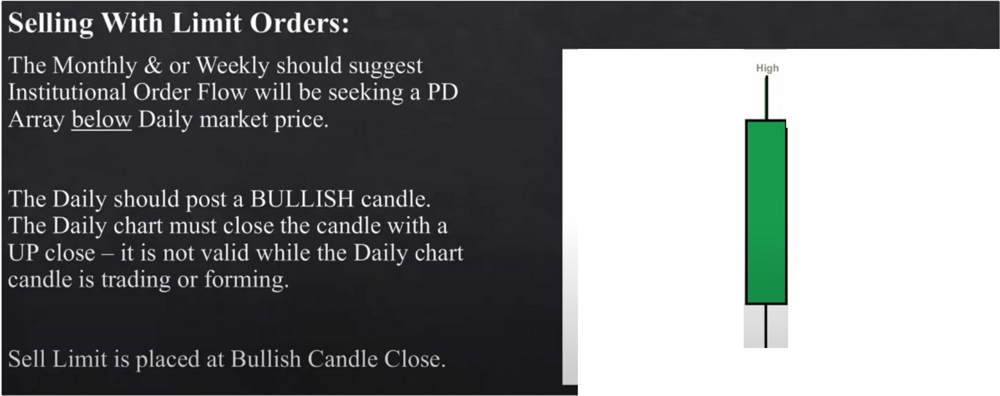 Selling With Limit Orders:
The Monthly & or Weekly should suggest
Institutional Order Flow will be seeking a PD
Array below Daily market price.
The Daily should post a BULLISH candle.
The Daily chart must close the candle with a
UP close – it is not valid while the Daily chart
candle is trading or forming.
Sell Limit is placed at Bullish Candle Close.
High